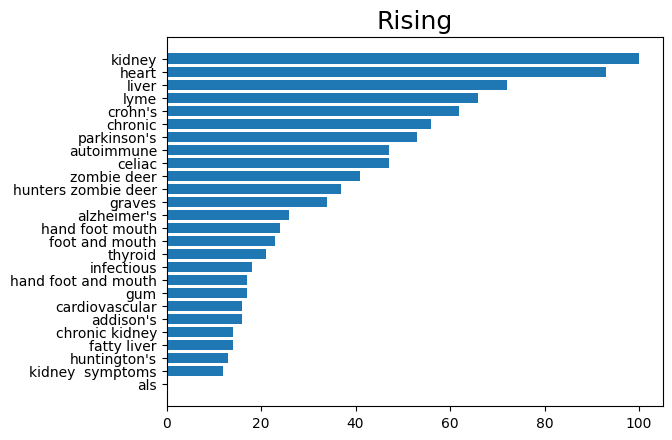 Rising
kidney
heart
liver
lyme
crohn's
chronic
parkinson's
autoimmune
celiac
zombie deer
hunters zombie deer
graves
alzheimer's
hand foot mouth
foot and mouth
thyroid
infectious
hand foot and mouth
gum
cardiovascular
addison's
chronic kidney
fatty liver
huntington's
kidney  symptoms
als
0 20 40 60 80 100